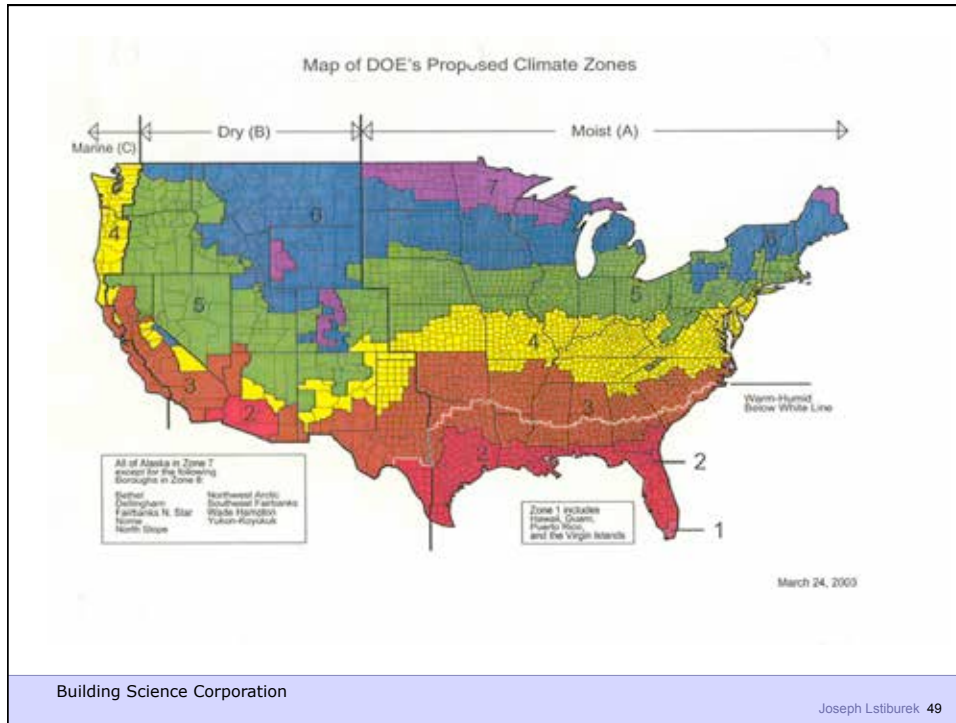 Map of DOE's Proposed Climate Zones
Marine (C)
Dry (B)
Moist (A)
7
6
6
4
5
5
4
3
3
2
2
Warm-Humid
Below White Line
2
1
All of Alaska in Zone 7
except for the following
Boroughs in Zone 8:
Bethel Northwest Arctic
Dellingham Southeast Fairbanks
Fairbanks N. Star Wade Hampton
Nome Yukon-Koyukuk
North Slope
Zone 1 includes
Hawaii, Guam,
Puerto Rico,
and the Virgin Islands
March 24, 2003
Building Science Corporation
Joseph Lstiburek 49